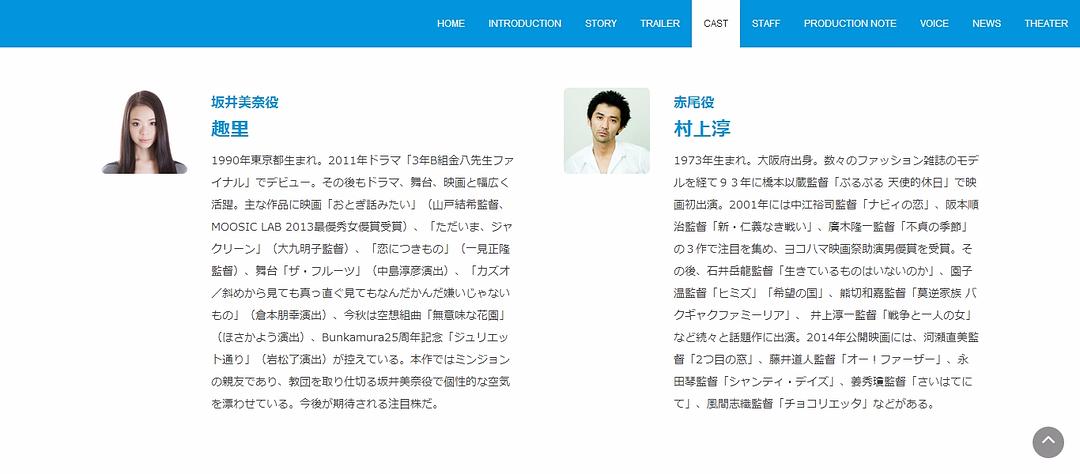 HOME INTRODUCTION STORY TRAILER CAST STAFF PRODUCTION NOTE VOICE NEWS THEATER
坂井美奈役
趣里
1990年東京都生まれ。2011年ドラマ「3年B組金八先生ファ
イナル」でデビュー。その後もドラマ、舞台、映画と幅広く
活躍。主な作品に映画「おとぎ話みたい」（山戸結希監督、
MOOSIC LAB 2013最優秀女優賞受賞）、「ただいま、ジャ
クリーン」（大九明子監督）、「恋につきもの」（一見正隆
監督）、舞台「ザ・フルーツ」（中島淳彦演出）、「カズオ
／斜めから見ても真っ直ぐ見てもなんだかんだ嫌いじゃない
もの」（倉本朋幸演出）、今秋は空想組曲「無意味な花園」
（ほさかよう演出）、Bunkamura25周年記念「ジュリエッ
ト通り」（岩松了演出）が控えている。本作ではミンジョン
の親友であり、教団を取り仕切る坂井美奈役で個性的な空気
を漂わせている。今後が期待される注目株だ。
赤尾役
村上淳
1973年生まれ。大阪府出身。数々のファッション雑誌のモデ
ルを経て９３年に橋本以蔵監督「ぷるぷる 天使的休日」で映
画初出演。2001年には中江裕司監督「ナビィの恋」、阪本順
治監督「新・仁義なき戦い」、廣木隆一監督「不貞の季節」
の３作で注目を集め、ヨコハマ映画祭助演男優賞を受賞。そ
の後、石井岳龍監督「生きているものはいないのか」、園子
温監督「ヒミズ」「希望の国」、熊切和嘉監督「莫逆家族 バ
クギャクファミーリア」、 井上淳一監督「戦争と一人の女」
など続々と話題作に出演。2014年公開映画には、河瀬直美監
督「2つ目の窓」、藤井道人監督「オー！ファーザー」、永
田琴監督「シャンティ・デイズ」、姜秀瓊監督「さいはてに
て」、風間志織監督「チョコリエッタ」などがある。